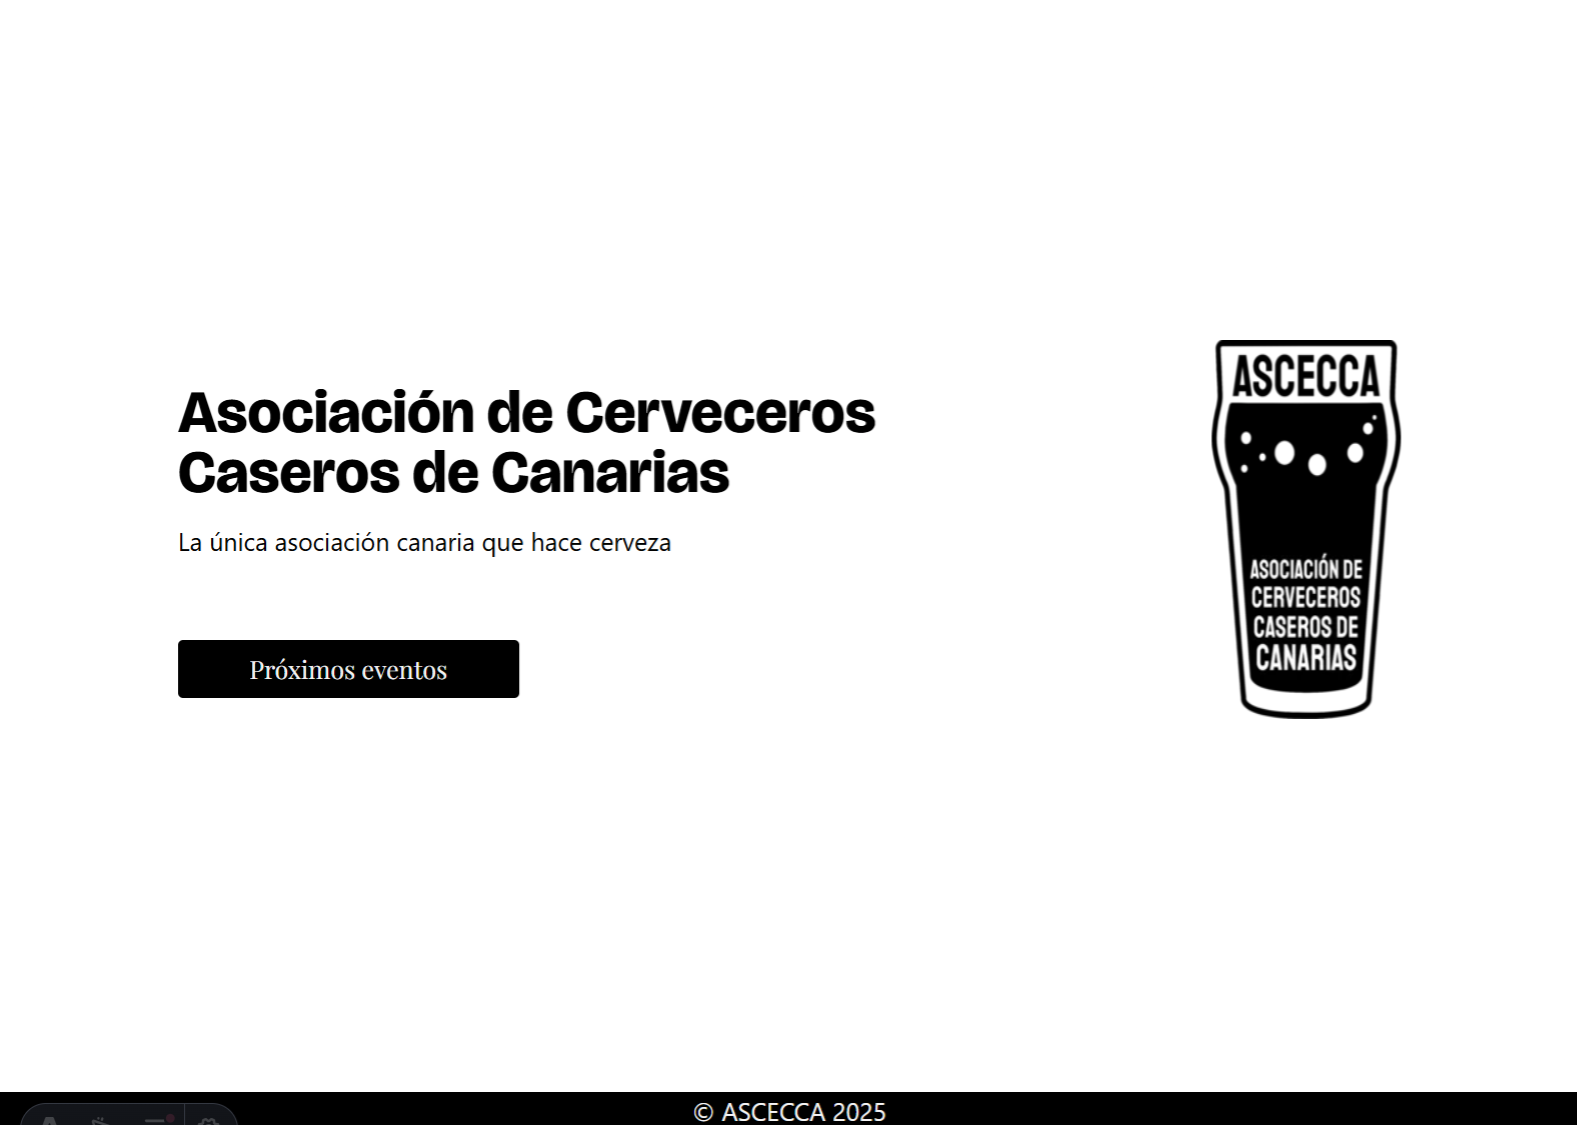 Asociación de Cerveceros
Caseros de Canarias
La única asociación canaria que hace cerveza
Próximos eventos
ASCECCA
ASOCIACIÓN DE
CERVECEROS
CASEROS DE
CANARIAS
© ASCECCA 2025